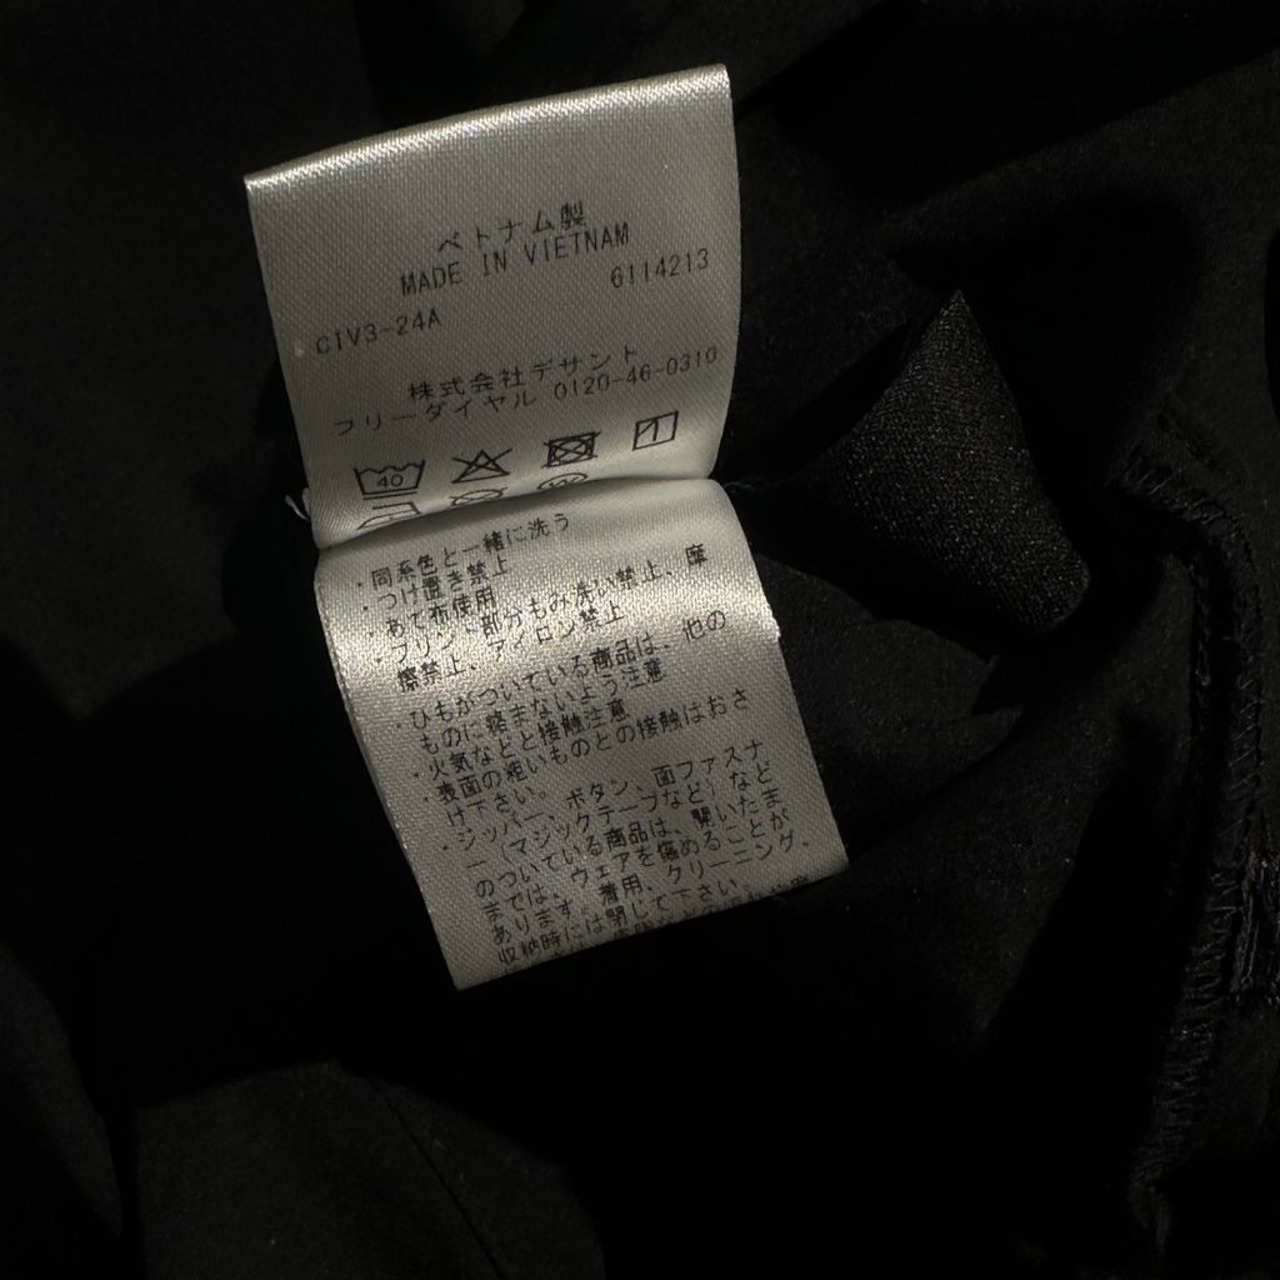 ベトナム製
MADE IN VIETNAM
6114213
cIV3-24A
株式会社デサント
フリーダイヤル 0120-46-0310
40
・同系色と一緒に洗う
・つけ置き禁止
・あて布使用
・プリント部分もみ洗い禁止、摩
擦禁止、アイロン禁止
・ひもがついている商品は、他の
ものに絡まないよう注意
・火気などと接触注意
・表面の粗いものとの接触はおさ
け下さい。
・ジッパー、ボタン、面ファスナ
ー（マジックテープなど）など
のついている商品は、開いたま
までは、ウェアを傷めることが
あります。着用、クリーニング、
収納時には閉じて下さい。